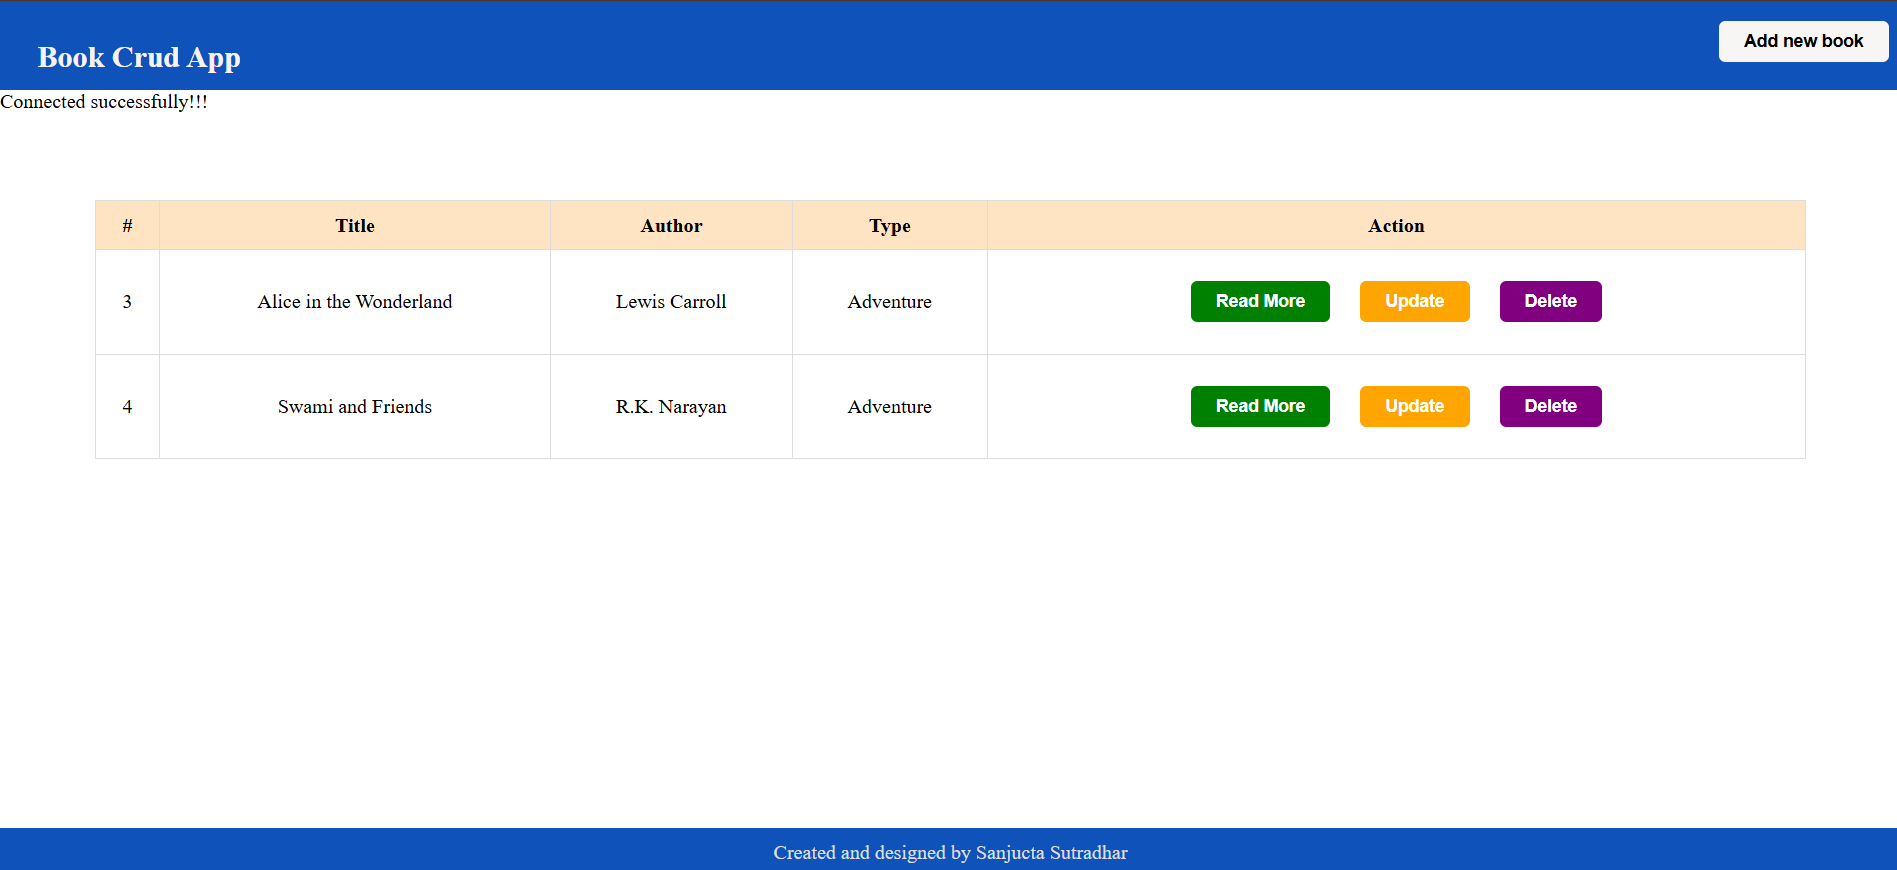 Book Crud App
Add new book
Connected successfully!!!
# Title Author Type Action
3 Alice in the Wonderland Lewis Carroll Adventure Read More Update Delete
4 Swami and Friends R.K. Narayan Adventure Read More Update Delete
Created and designed by Sanjucta Sutradhar